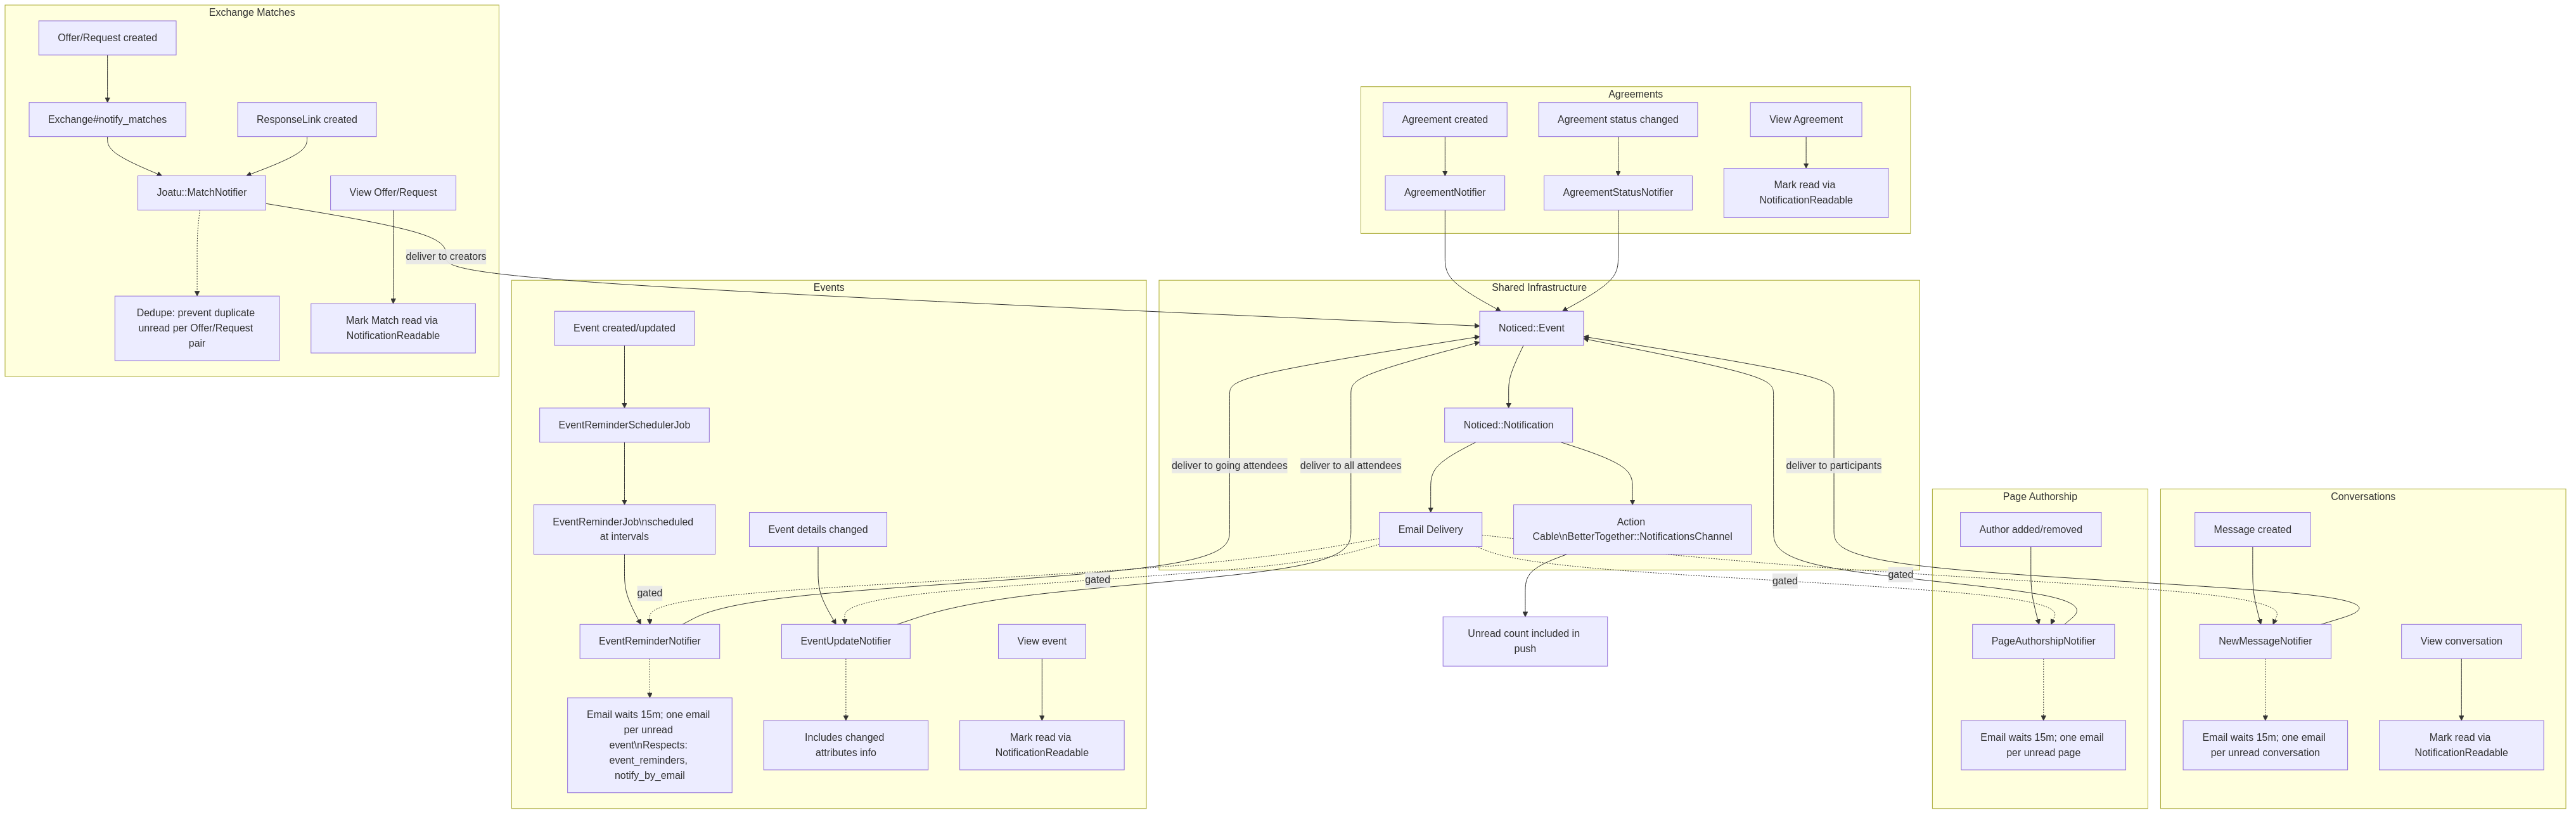 Exchange Matches
Offer/Request created
Exchange#notify_matches
ResponseLink created
Joatu::MatchNotifier
View Offer/Request
deliver to creators
Dedupe: prevent duplicate
unread per Offer/Request
pair
Mark Match read via
NotificationReadable
Agreements
Agreement created
Agreement status changed
View Agreement
AgreementNotifier
AgreementStatusNotifier
Mark read via
NotificationReadable
Events
Event created/updated
EventReminderSchedulerJob
EventReminderJob\nscheduled
at intervals
Event details changed
gated
gated
EventReminderNotifier
EventUpdateNotifier
View event
Email waits 15m; one email
per unread
event\nRespects:
event_reminders,
notify_by_email
Includes changed
attributes info
Mark read via
NotificationReadable
Shared Infrastructure
Noticed::Event
Noticed::Notification
deliver to going attendees
deliver to all attendees
deliver to participants
Email Delivery
Action
Cable\nBetterTogether::NotificationsChannel
gated
gated
Unread count included in
push
Page Authorship
Author added/removed
PageAuthorshipNotifier
Email waits 15m; one email
per unread page
Conversations
Message created
NewMessageNotifier
View conversation
Email waits 15m; one email
per unread conversation
Mark read via
NotificationReadable